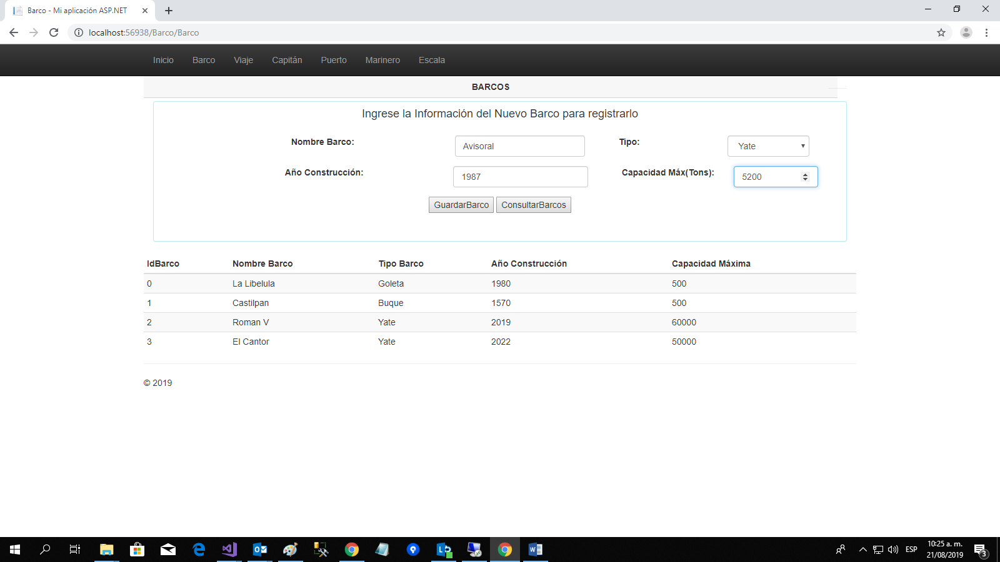 Barco - Mi aplicación ASP.NET
localhost:56938/Barco/Barco
Inicio Barco Viaje Capitán Puerto Marinero Escala
BARCOS
Ingrese la Información del Nuevo Barco para registrarlo
Nombre Barco: Avisoral Tipo: Yate
Año Construcción: 1987 Capacidad Máx(Tons): 5200
GuardarBarco ConsultarBarcos
IdBarco Nombre Barco Tipo Barco Año Construcción Capacidad Máxima
0 La Libelula Goleta 1980 500
1 Castilpan Buque 1570 500
2 Roman V Yate 2019 60000
3 El Cantor Yate 2022 50000
© 2019
ESP
10:25 a. m.
21/08/2019
3